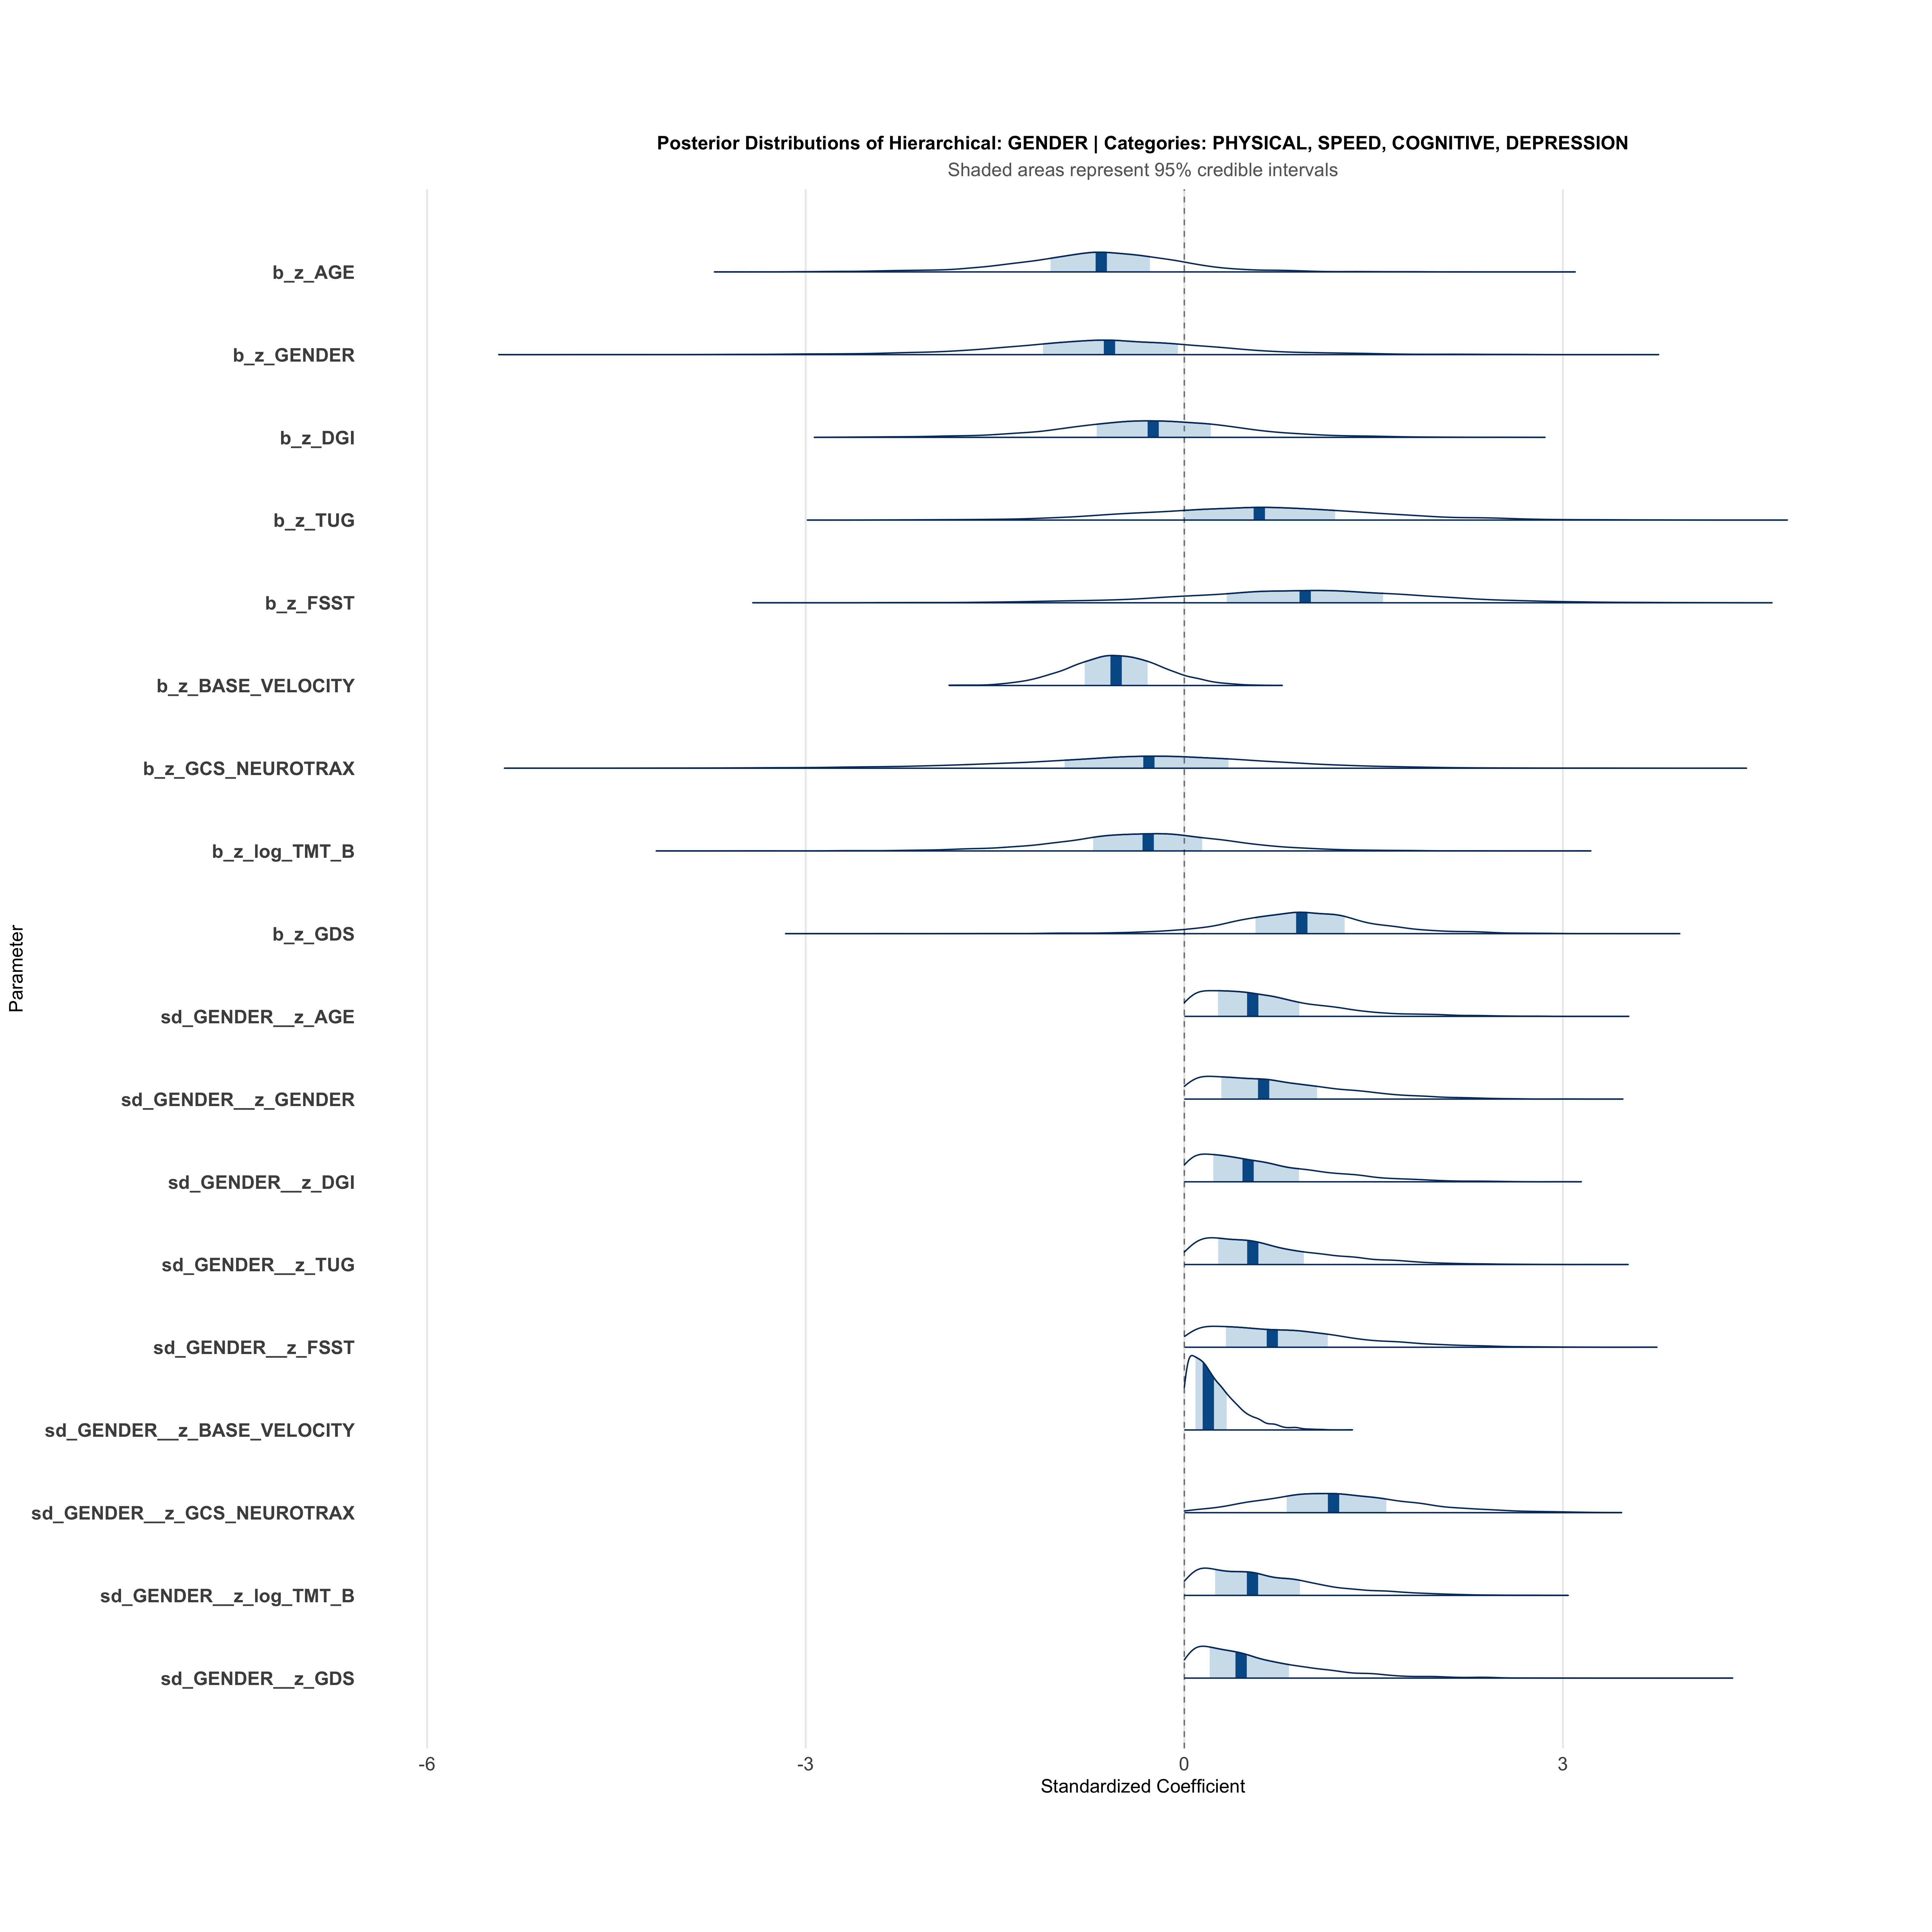 Posterior Distributions of Hierarchical: GENDER | Categories: PHYSICAL, SPEED, COGNITIVE, DEPRESSION
Shaded areas represent 95% credible intervals
b_z_AGE
b_z_GENDER
b_z_DGI
b_z_TUG
b_z_FSST
b_z_BASE_VELOCITY
b_z_GCS_NEUROTRAX
b_z_log_TMT_B
b_z_GDS
sd_GENDER__z_AGE
sd_GENDER__z_GENDER
sd_GENDER__z_DGI
sd_GENDER__z_TUG
sd_GENDER__z_FSST
sd_GENDER__z_BASE_VELOCITY
sd_GENDER__z_GCS_NEUROTRAX
sd_GENDER__z_log_TMT_B
sd_GENDER__z_GDS
Parameter
-6 -3 0 3
Standardized Coefficient